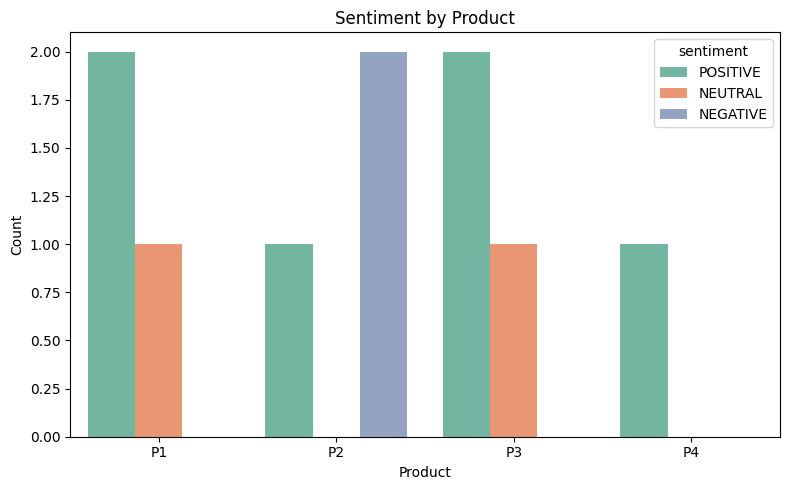 Sentiment by Product
sentiment
POSITIVE
NEUTRAL
NEGATIVE
Count
2.00
1.75
1.50
1.25
1.00
0.75
0.50
0.25
0.00
P1 P2 P3 P4
Product